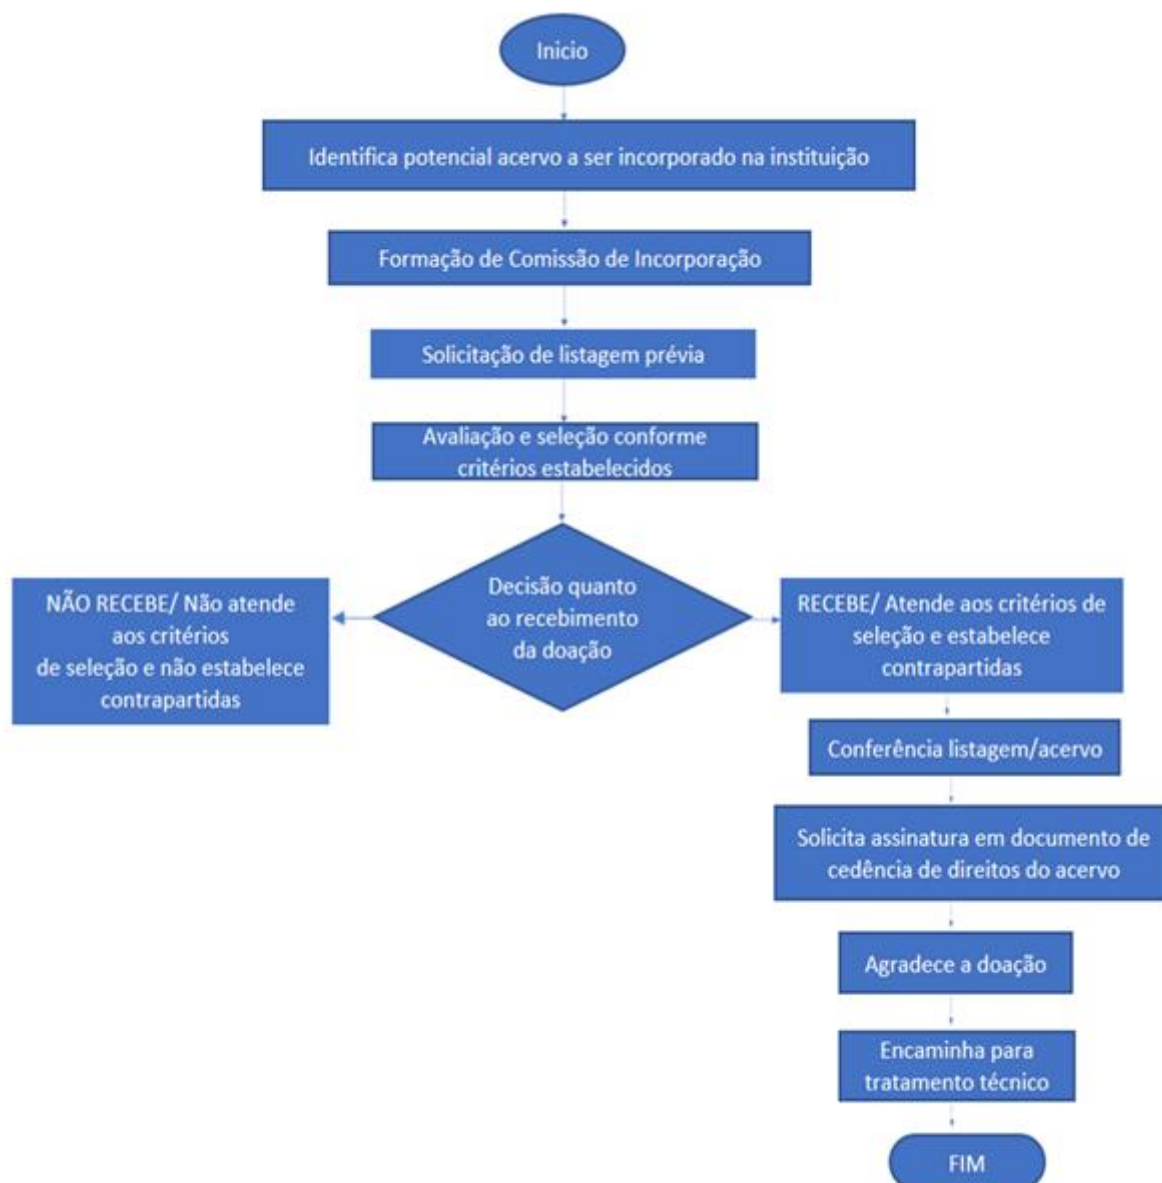 Inicio
Identifica potencial acervo a ser incorporado na instituição
Formação de Comissão de Incorporação
Solicitação de listagem prévia
Avaliação e seleção conforme
critérios estabelecidos
Decisão quanto
ao recebimento
da doação
NÃO RECEBE/ Não atende
aos critérios
de seleção e não estabelece
contrapartidas
RECEBE/ Atende aos critérios de
seleção e estabelece
contrapartidas
Conferência listagem/acervo
Solicita assinatura em documento de
cedência de direitos do acervo
Agradece a doação
Encaminha para
tratamento técnico
FIM